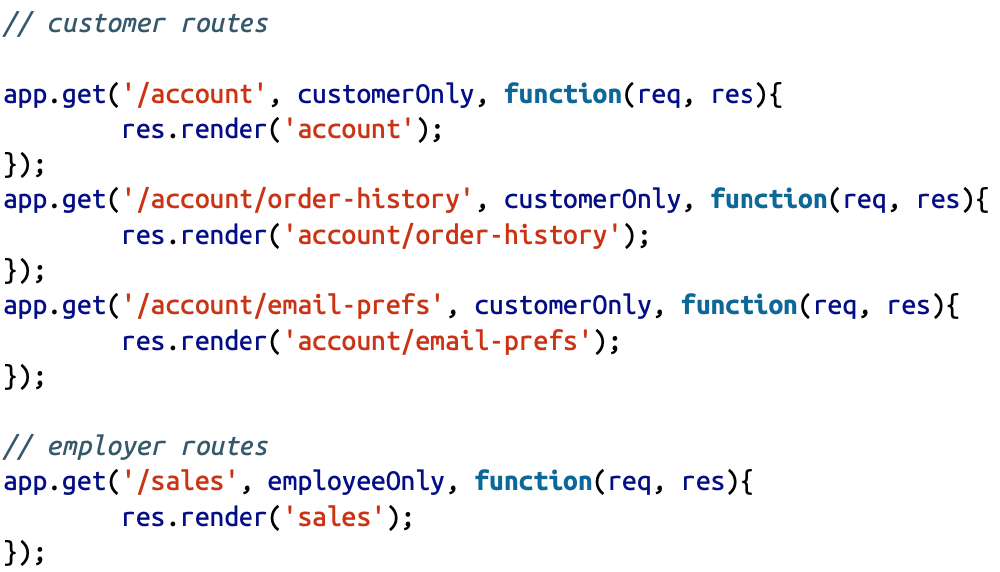 // customer routes
app.get('/account', customerOnly, function(req, res){
res.render('account');
});
app.get('/account/order-history', customerOnly, function(req, res){
res.render('account/order-history');
});
app.get('/account/email-prefs', customerOnly, function(req, res){
res.render('account/email-prefs');
});
// employer routes
app.get('/sales', employeeOnly, function(req, res){
res.render('sales');
});